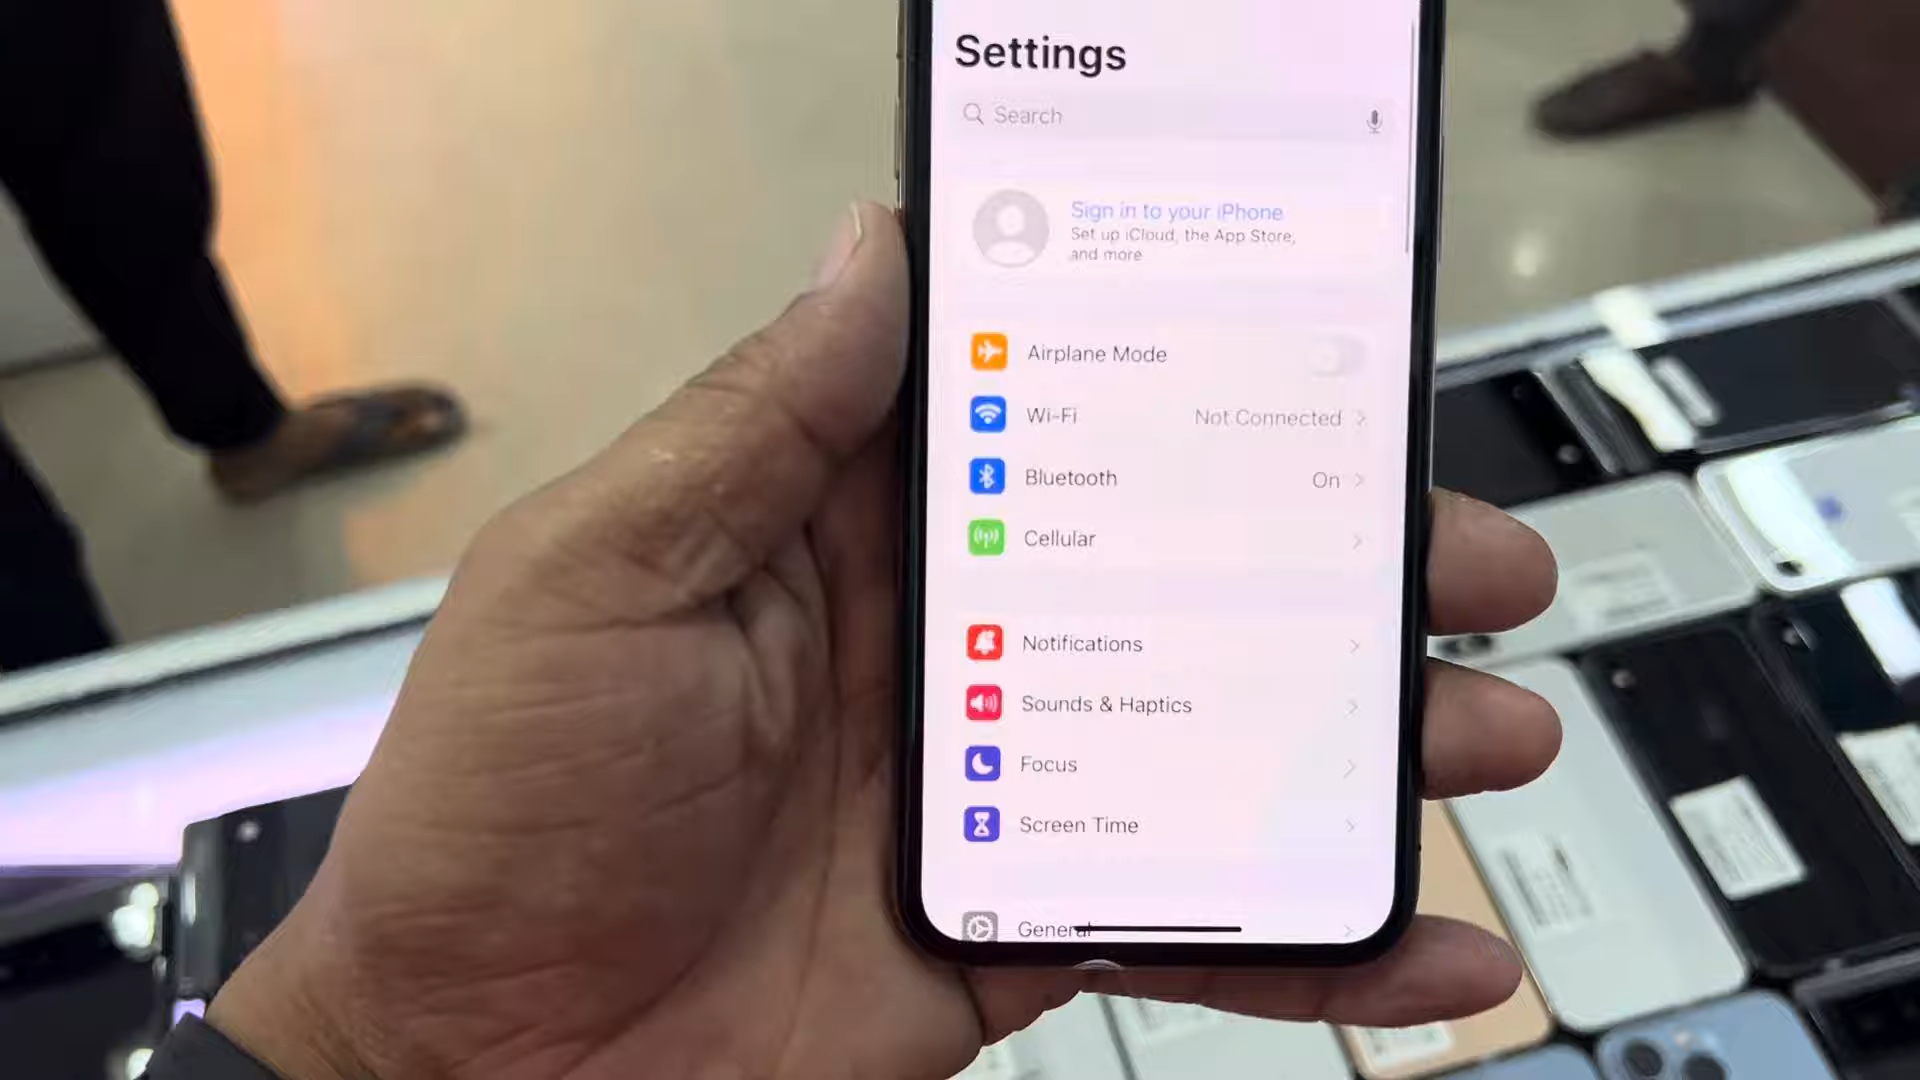 Settings
Search
Sign in to your iPhone
Set up iCloud, the App Store,
and more
Airplane Mode
Wi-Fi Not Connected
Bluetooth On
Cellular
Notifications
Sounds & Haptics
Focus
Screen Time
General